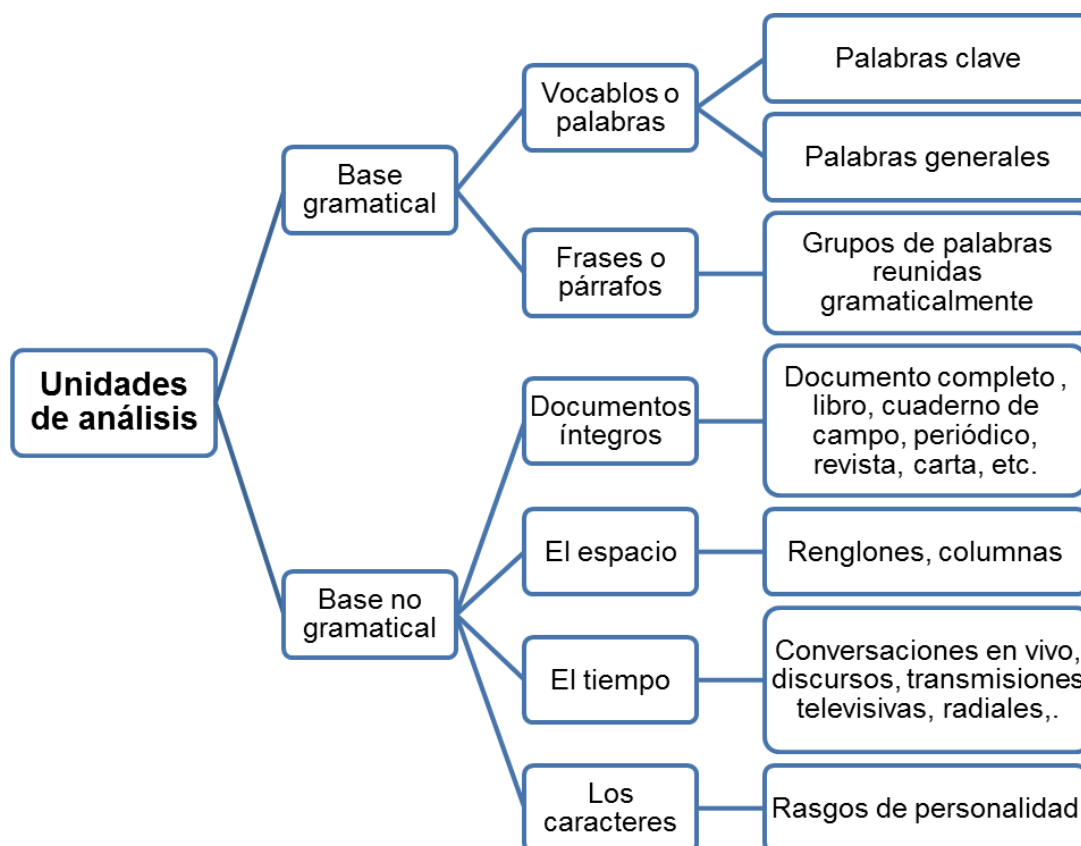 Unidades
de análisis
Base
gramatical
Vocablos o
palabras
Palabras clave
Palabras generales
Frases o
párrafos
Grupos de palabras
reunidas
gramaticalmente
Base no
gramatical
Documentos
íntegros
Documento completo ,
libro, cuaderno de
campo, periódico,
revista, carta, etc.
El espacio
Renglones, columnas
El tiempo
Conversaciones en vivo,
discursos, transmisiones
televisivas, radiales,.
Los
caracteres
Rasgos de personalidad